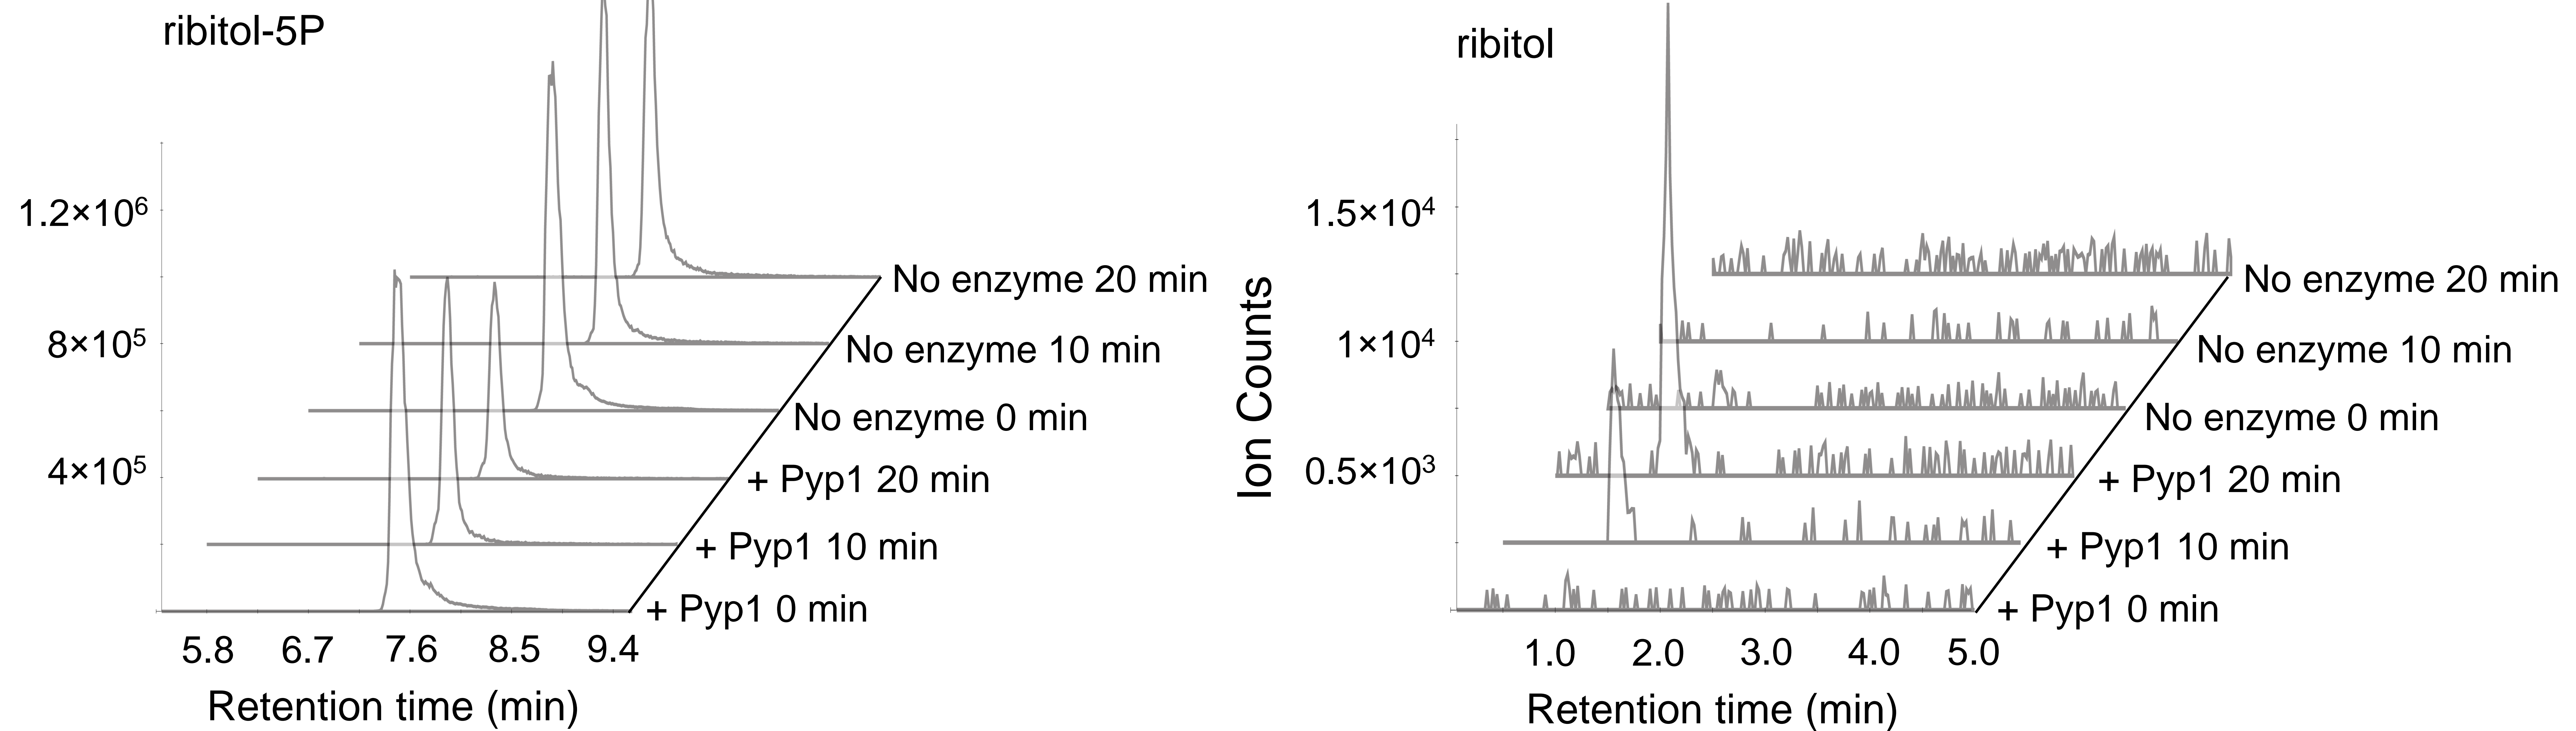 ribitol-5P
1.2×10⁶
8×10⁵
4×10⁵
No enzyme 20 min
No enzyme 10 min
No enzyme 0 min
+ Pyp1 20 min
+ Pyp1 10 min
+ Pyp1 0 min
5.8 6.7 7.6 8.5 9.4
Retention time (min)
ribitol
Ion Counts
1.5×10⁴
1×10⁴
0.5×10³
No enzyme 20 min
No enzyme 10 min
No enzyme 0 min
+ Pyp1 20 min
+ Pyp1 10 min
+ Pyp1 0 min
1.0 2.0 3.0 4.0 5.0
Retention time (min)